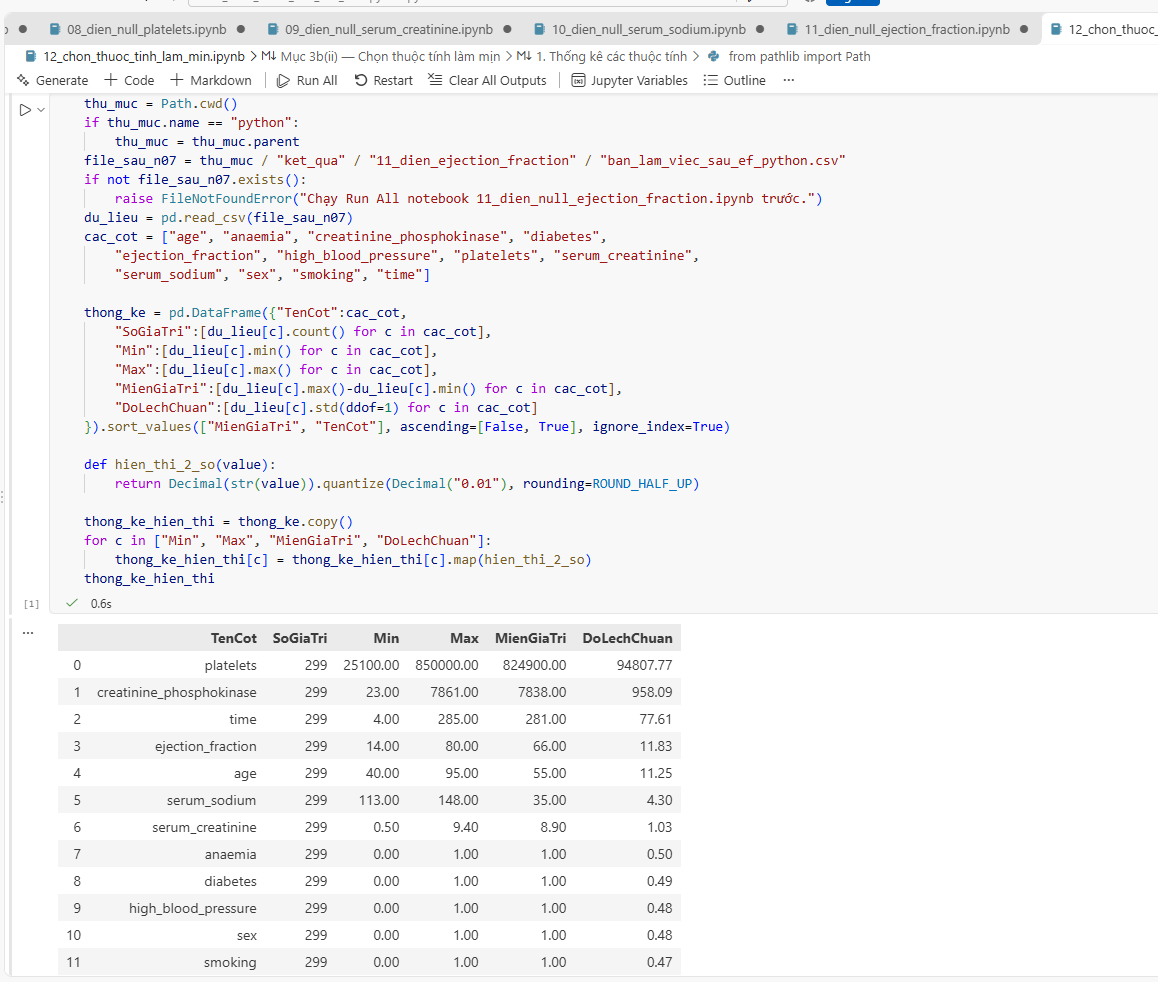 08_dien_null_platelets.ipynb
09_dien_null_serum_creatinine.ipynb
10_dien_null_serum_sodium.ipynb
11_dien_null_ejection_fraction.ipynb
12_chon_thuoc_
12_chon_thuoc_tinh_lam_min.ipynb > M↓ Mục 3b(ii) — Chọn thuộc tính làm mịn > M↓ 1. Thống kê các thuộc tính > from pathlib import Path
Generate + Code + Markdown Run All Restart Clear All Outputs Jupyter Variables Outline ...
thu_muc = Path.cwd()
if thu_muc.name == "python":
    thu_muc = thu_muc.parent
file_sau_n07 = thu_muc / "ket_qua" / "11_dien_ejection_fraction" / "ban_lam_viec_sau_ef_python.csv"
if not file_sau_n07.exists():
    raise FileNotFoundError("Chạy Run All notebook 11_dien_null_ejection_fraction.ipynb trước.")
du_lieu = pd.read_csv(file_sau_n07)
cac_cot = ["age", "anaemia", "creatinine_phosphokinase", "diabetes",
    "ejection_fraction", "high_blood_pressure", "platelets", "serum_creatinine",
    "serum_sodium", "sex", "smoking", "time"]
thong_ke = pd.DataFrame({"TenCot":cac_cot,
    "SoGiaTri":[du_lieu[c].count() for c in cac_cot],
    "Min":[du_lieu[c].min() for c in cac_cot],
    "Max":[du_lieu[c].max() for c in cac_cot],
    "MienGiaTri":[du_lieu[c].max()-du_lieu[c].min() for c in cac_cot],
    "DoLechChuan":[du_lieu[c].std(ddof=1) for c in cac_cot]
}).sort_values(["MienGiaTri", "TenCot"], ascending=[False, True], ignore_index=True)
def hien_thi_2_so(value):
    return Decimal(str(value)).quantize(Decimal("0.01"), rounding=ROUND_HALF_UP)
thong_ke_hien_thi = thong_ke.copy()
for c in ["Min", "Max", "MienGiaTri", "DoLechChuan"]:
    thong_ke_hien_thi[c] = thong_ke_hien_thi[c].map(hien_thi_2_so)
thong_ke_hien_thi
[1] ✓ 0.6s
...
TenCot SoGiaTri Min Max MienGiaTri DoLechChuan
0 platelets 299 25100.00 850000.00 824900.00 94807.77
1 creatinine_phosphokinase 299 23.00 7861.00 7838.00 958.09
2 time 299 4.00 285.00 281.00 77.61
3 ejection_fraction 299 14.00 80.00 66.00 11.83
4 age 299 40.00 95.00 55.00 11.25
5 serum_sodium 299 113.00 148.00 35.00 4.30
6 serum_creatinine 299 0.50 9.40 8.90 1.03
7 anaemia 299 0.00 1.00 1.00 0.50
8 diabetes 299 0.00 1.00 1.00 0.49
9 high_blood_pressure 299 0.00 1.00 1.00 0.48
10 sex 299 0.00 1.00 1.00 0.48
11 smoking 299 0.00 1.00 1.00 0.47